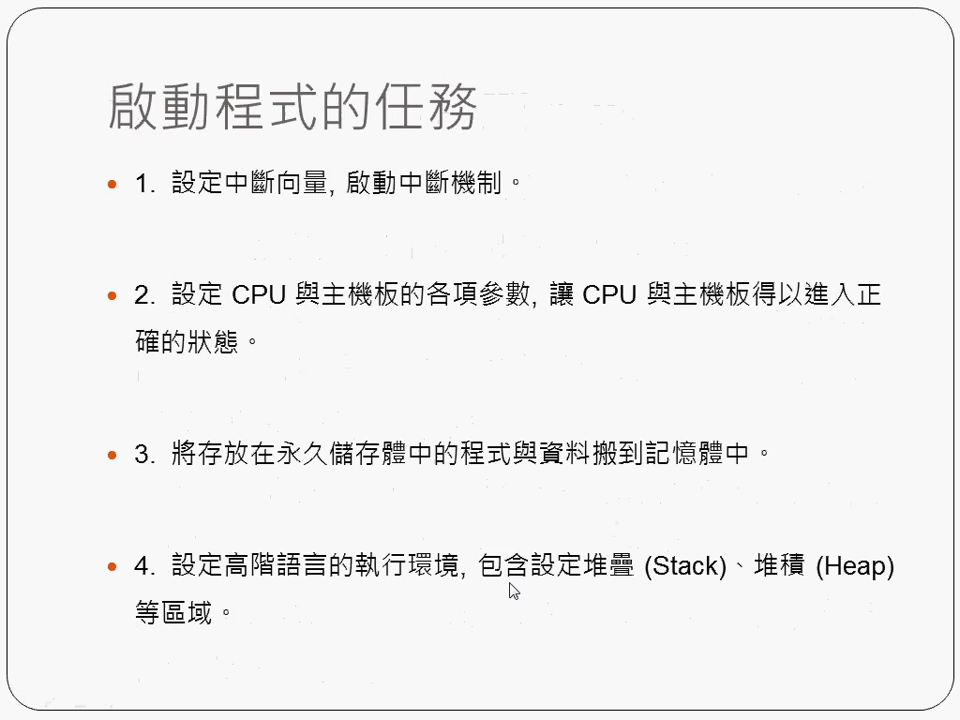 啟動程式的任務
1. 設定中斷向量, 啟動中斷機制。
2. 設定 CPU 與主機板的各項參數, 讓 CPU 與主機板得以進入正
確的狀態。
3. 將存放在永久儲存體中的程式與資料搬到記憶體中。
4. 設定高階語言的執行環境, 包含設定堆疊 (Stack)、堆積 (Heap)
等區域。